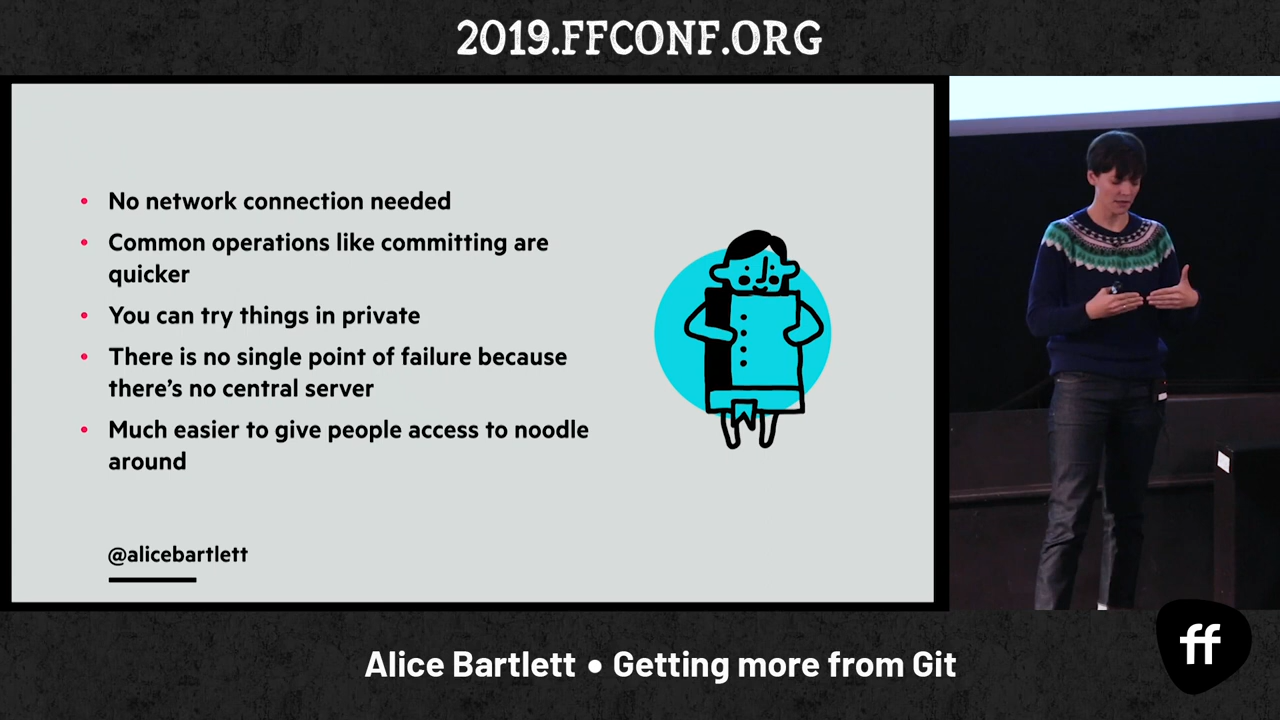 2019.FFCONF.ORG
• No network connection needed
• Common operations like committing are
quicker
• You can try things in private
• There is no single point of failure because
there's no central server
• Much easier to give people access to noodle
around
@alicebartlett
Alice Bartlett • Getting more from Git
ff